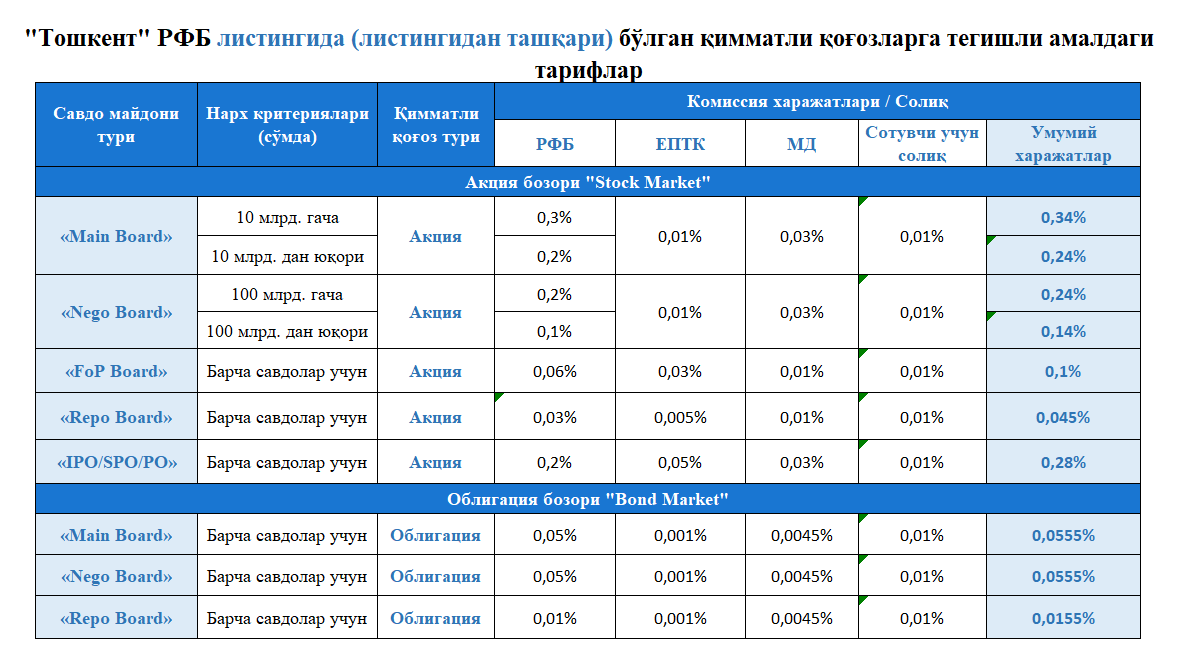 "Тошкент" РФБ листингида (листингидан ташқари) бўлган қимматли қоғозларга тегишли амалдаги
тарифлар
Савдо майдони
тури
Нарх критериялари
(сўмда)
Қимматли
қоғоз тури
Комиссия харажатлари / Солиқ
РФБ
ЕПТК
МД
Сотувчи учун
солиқ
Умумий
харажатлар
Акция бозори "Stock Market"
«Main Board»
10 млрд. гача
Акция
0,3%
0,01%
0,03%
0,01%
0,34%
10 млрд. дан юқори
0,2%
0,24%
«Nego Board»
100 млрд. гача
Акция
0,2%
0,01%
0,03%
0,01%
0,24%
100 млрд. дан юқори
0,1%
0,14%
«FoP Board»
Барча савдолар учун
Акция
0,06%
0,03%
0,01%
0,01%
0,1%
«Repo Board»
Барча савдолар учун
Акция
0,03%
0,005%
0,01%
0,01%
0,045%
«IPO/SPO/PO»
Барча савдолар учун
Акция
0,2%
0,05%
0,03%
0,01%
0,28%
Облигация бозори "Bond Market"
«Main Board»
Барча савдолар учун
Облигация
0,05%
0,001%
0,0045%
0,01%
0,0555%
«Nego Board»
Барча савдолар учун
Облигация
0,05%
0,001%
0,0045%
0,01%
0,0555%
«Repo Board»
Барча савдолар учун
Облигация
0,01%
0,001%
0,0045%
0,01%
0,0155%